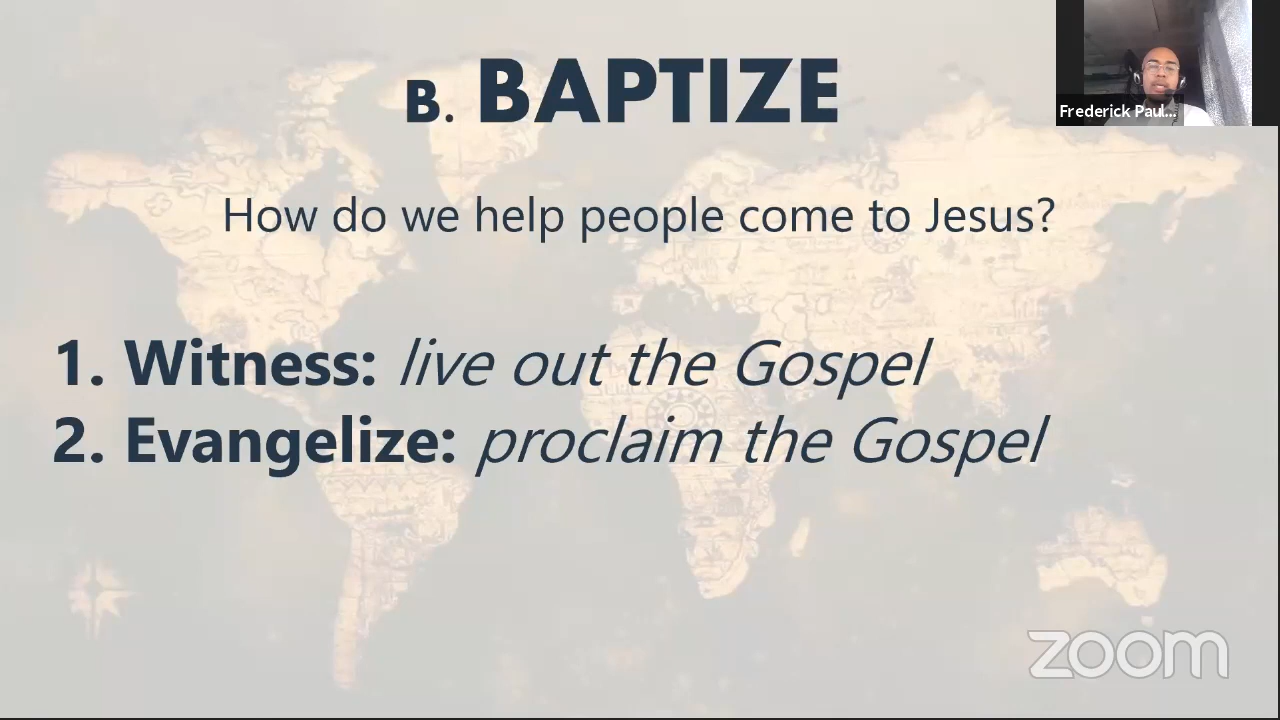 B. BAPTIZE
Frederick Paul...
How do we help people come to Jesus?
1. Witness: live out the Gospel
2. Evangelize: proclaim the Gospel
zoom